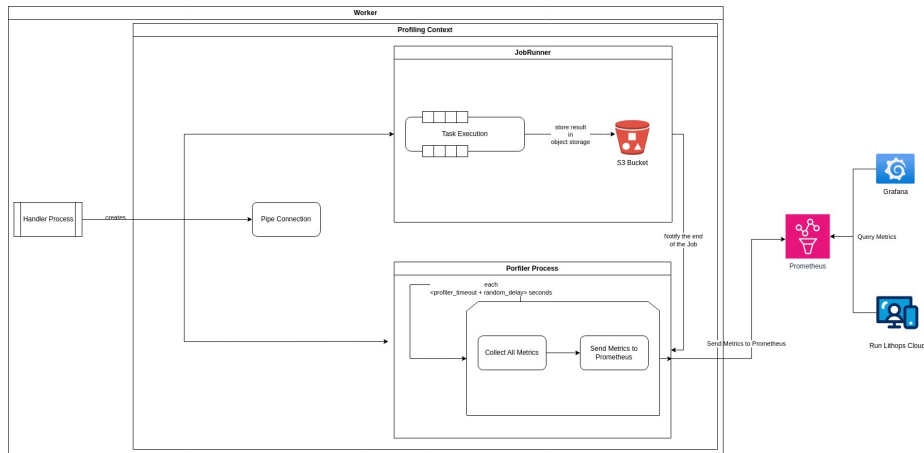 Worker
Profiling Context
JobRunner
Task Execution
store result
in
object storage
S3 Bucket
Handler Process
creates
Pipe Connection
Notify the end
of the Job
Porfiler Process
each
<profiler_timeout + random_delay> seconds
Collect All Metrics
Send Metrics to
Prometheus
Send Metrics to Prometheus
Prometheus
Grafana
Query Metrics
Run Lithops Cloud